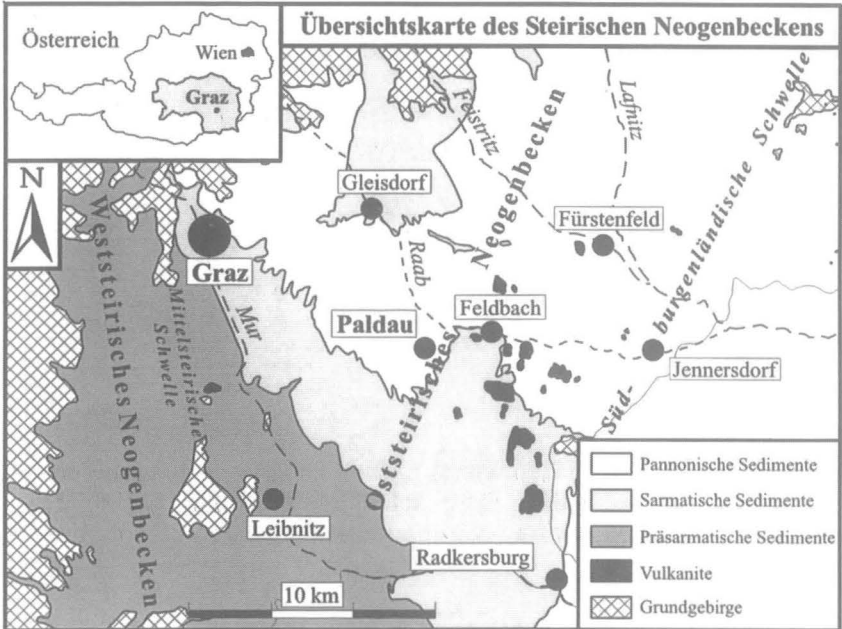 Übersichtskarte des Steirischen Neogenbeckens
Österreich
Wien
Graz
N
Feistritz
Lafnitz
Neogenbecken
Südburgenländische Schwelle
Gleisdorf
Fürstenfeld
Graz
Raab
Feldbach
Paldau
Jennersdorf
Mur
Mittelsteirische
Schwelle
Weststeirisches Neogenbecken
Oststeirisches
Leibnitz
Radkersburg
10 km
Pannonische Sedimente
Sarmatische Sedimente
Präsarmatische Sedimente
Vulkanite
Grundgebirge